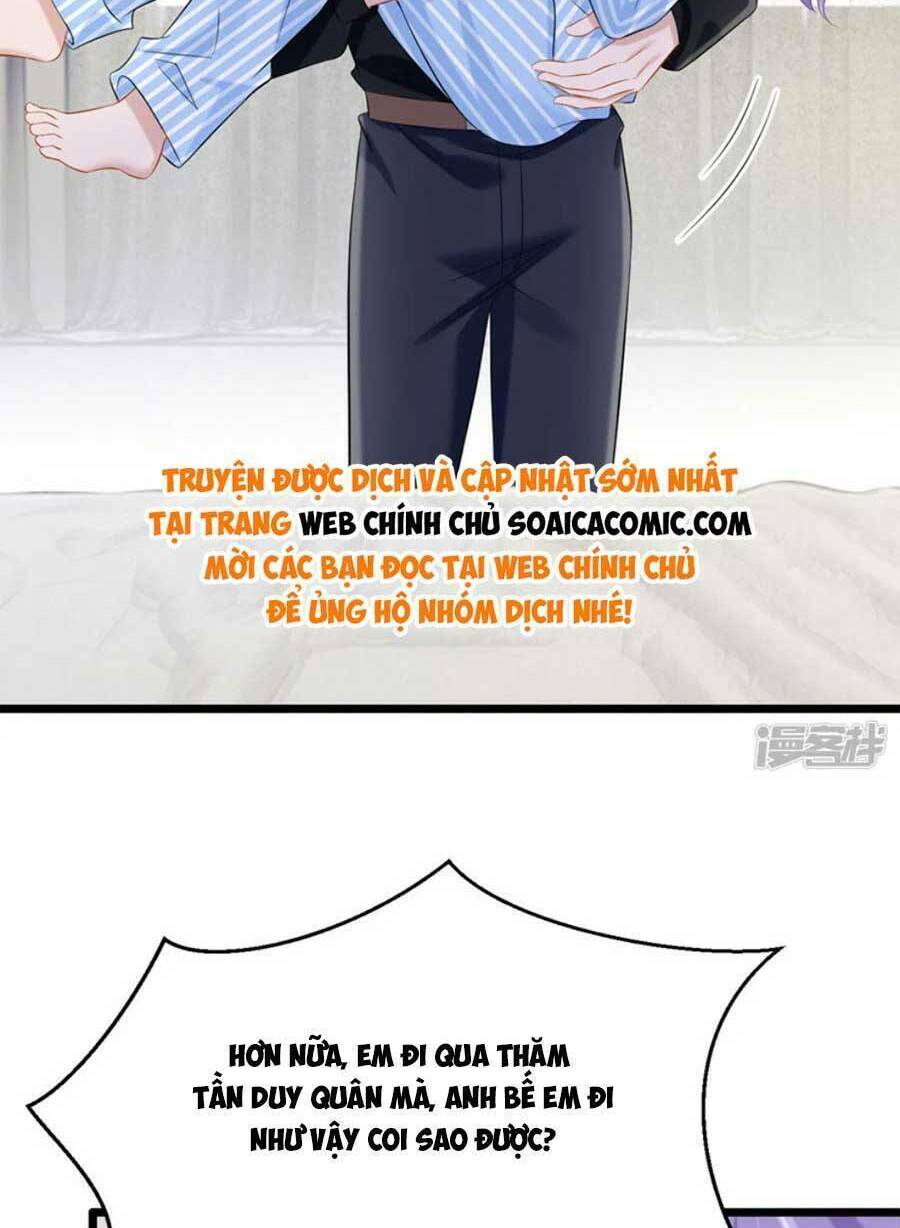 TRUYỆN ĐƯỢC DỊCH VÀ CẬP NHẬT SỚM NHẤT
TẠI TRANG WEB CHÍNH CHỦ SOAICACOMIC.COM
MỜI CÁC BẠN ĐỌC TẠI WEB CHÍNH CHỦ
ĐỂ ỦNG HỘ NHÓM DỊCH NHÉ!
漫客栈
HƠN NỮA, EM ĐI QUA THĂM
TẦN DUY QUÂN MÀ, ANH BẾ EM ĐI
NHƯ VẬY COI SAO ĐƯỢC?